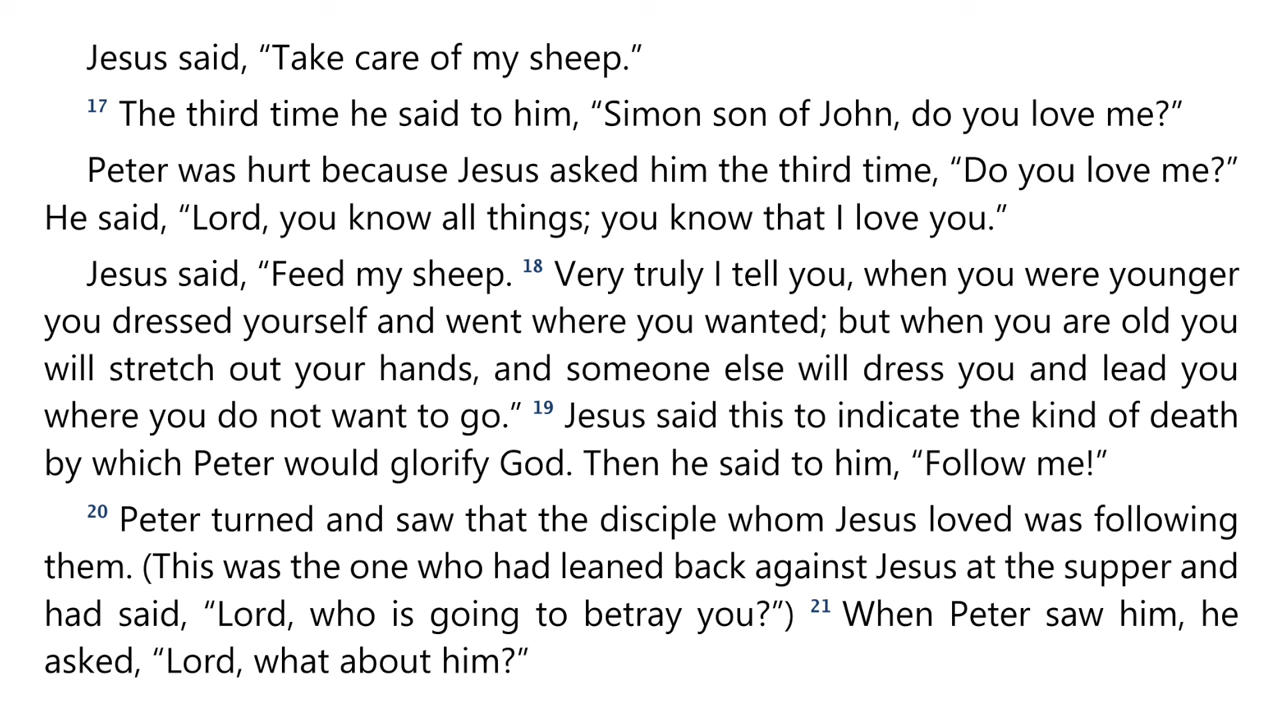 Jesus said, “Take care of my sheep.”
17 The third time he said to him, “Simon son of John, do you love me?”
Peter was hurt because Jesus asked him the third time, “Do you love me?”
He said, “Lord, you know all things; you know that I love you.”
Jesus said, “Feed my sheep. 18 Very truly I tell you, when you were younger
you dressed yourself and went where you wanted; but when you are old you
will stretch out your hands, and someone else will dress you and lead you
where you do not want to go.” 19 Jesus said this to indicate the kind of death
by which Peter would glorify God. Then he said to him, “Follow me!”
20 Peter turned and saw that the disciple whom Jesus loved was following
them. (This was the one who had leaned back against Jesus at the supper and
had said, “Lord, who is going to betray you?”) 21 When Peter saw him, he
asked, “Lord, what about him?”